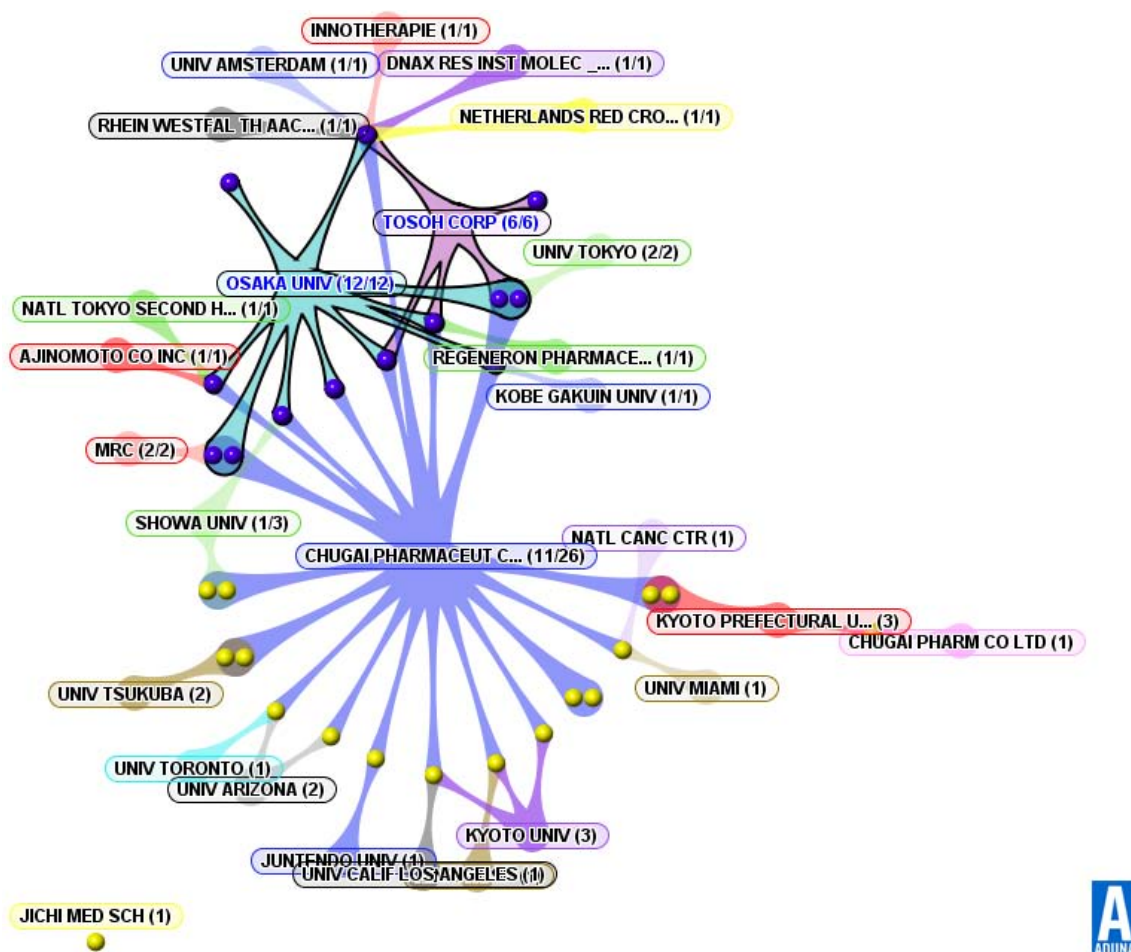 INNOTHERAPIE (1/1)
UNIV AMSTERDAM (1/1)
DNAX RES INST MOLEC _... (1/1)
NETHERLANDS RED CRO... (1/1)
RHEIN WESTFAL TH AAC... (1/1)
TOSOH CORP (6/6)
UNIV TOKYO (2/2)
OSAKA UNIV (12/12)
NATL TOKYO SECOND H... (1/1)
AJINOMOTO CO INC (1/1)
REGENERON PHARMACE... (1/1)
KOBE GAKUIN UNIV (1/1)
MRC (2/2)
SHOWA UNIV (1/3)
NATL CANC CTR (1)
CHUGAI PHARMACEUT C... (11/26)
KYOTO PREFECTURAL U... (3)
CHUGAI PHARM CO LTD (1)
UNIV TSUKUBA (2)
UNIV MIAMI (1)
UNIV TORONTO (1)
UNIV ARIZONA (2)
KYOTO UNIV (3)
JUNTENDO UNIV (1)
UNIV CALIF LOS ANGELES (1)
JICHI MED SCH (1)